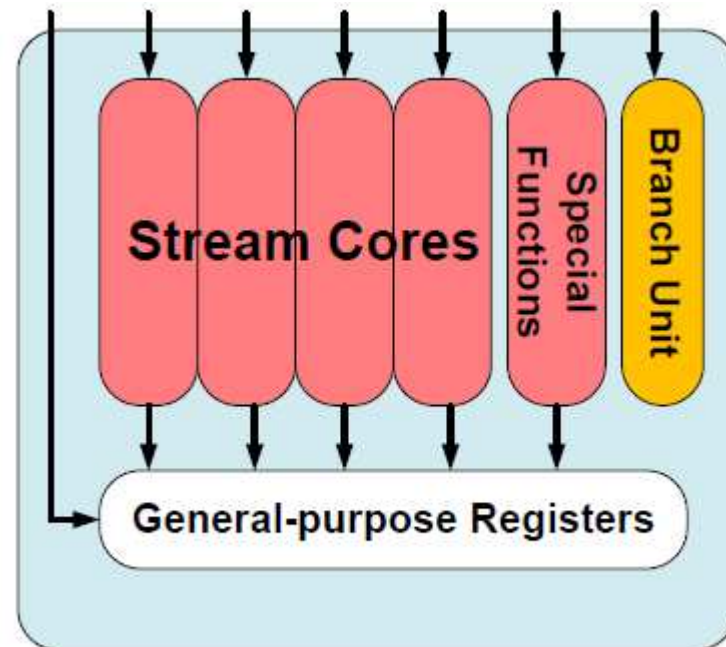 Stream Cores
Special
Functions
Branch Unit
General-purpose Registers